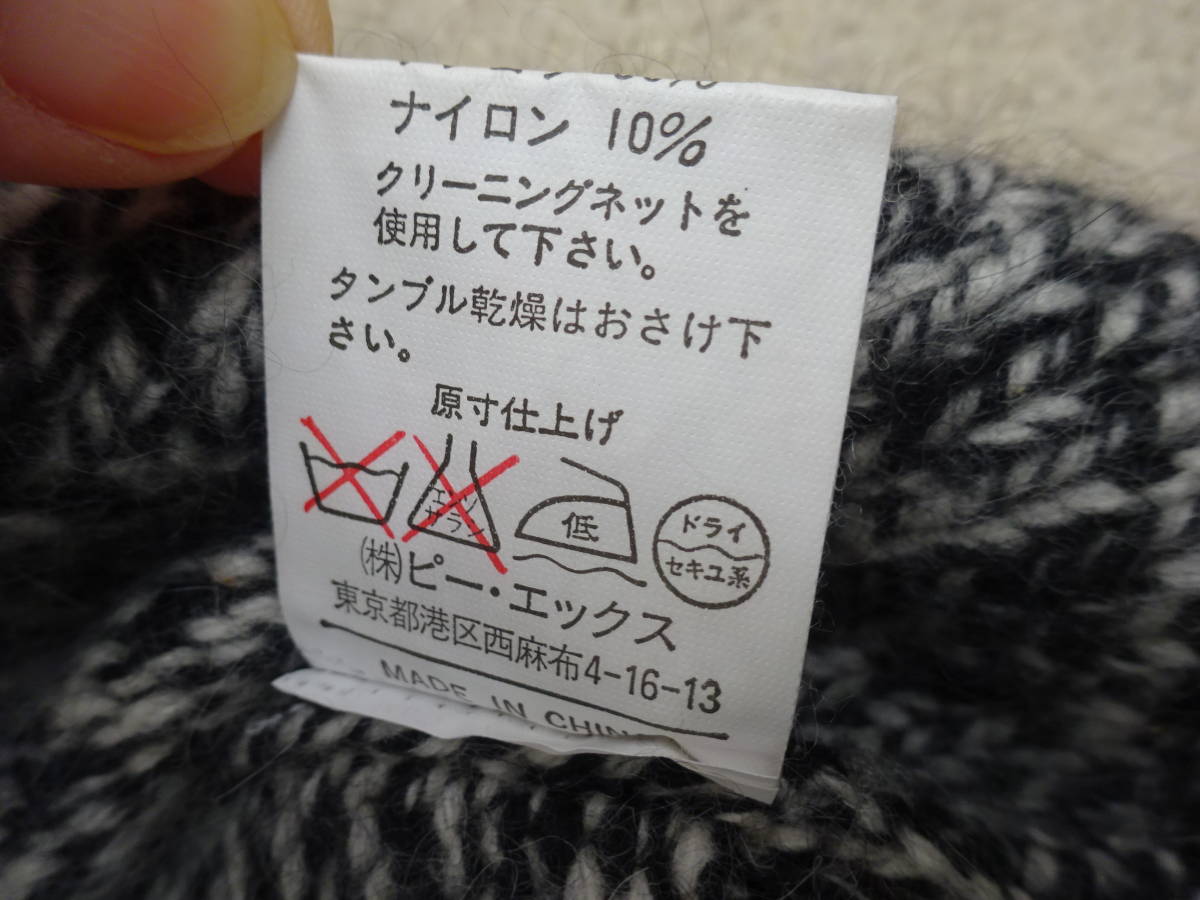 ナイロン 10%
クリーニングネットを
使用して下さい。
タンブル乾燥はおさけ下
さい。
原寸仕上げ
エンソ
サラシ
低
ドライ
セキユ系
(株)ピー・エックス
東京都港区西麻布4-16-13
MADE IN CHINA